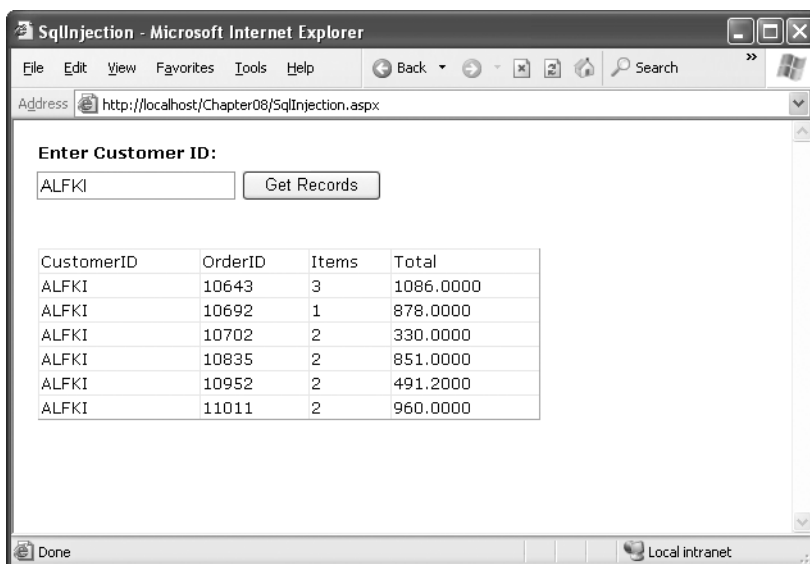 SqlInjection - Microsoft Internet Explorer
File Edit View Favorites Tools Help Back Search »
Address http://localhost/Chapter08/SqlInjection.aspx
Enter Customer ID:
ALFKI Get Records
CustomerID OrderID Items Total
ALFKI 10643 3 1086.0000
ALFKI 10692 1 878.0000
ALFKI 10702 2 330.0000
ALFKI 10835 2 851.0000
ALFKI 10952 2 491.2000
ALFKI 11011 2 960.0000
Done Local intranet